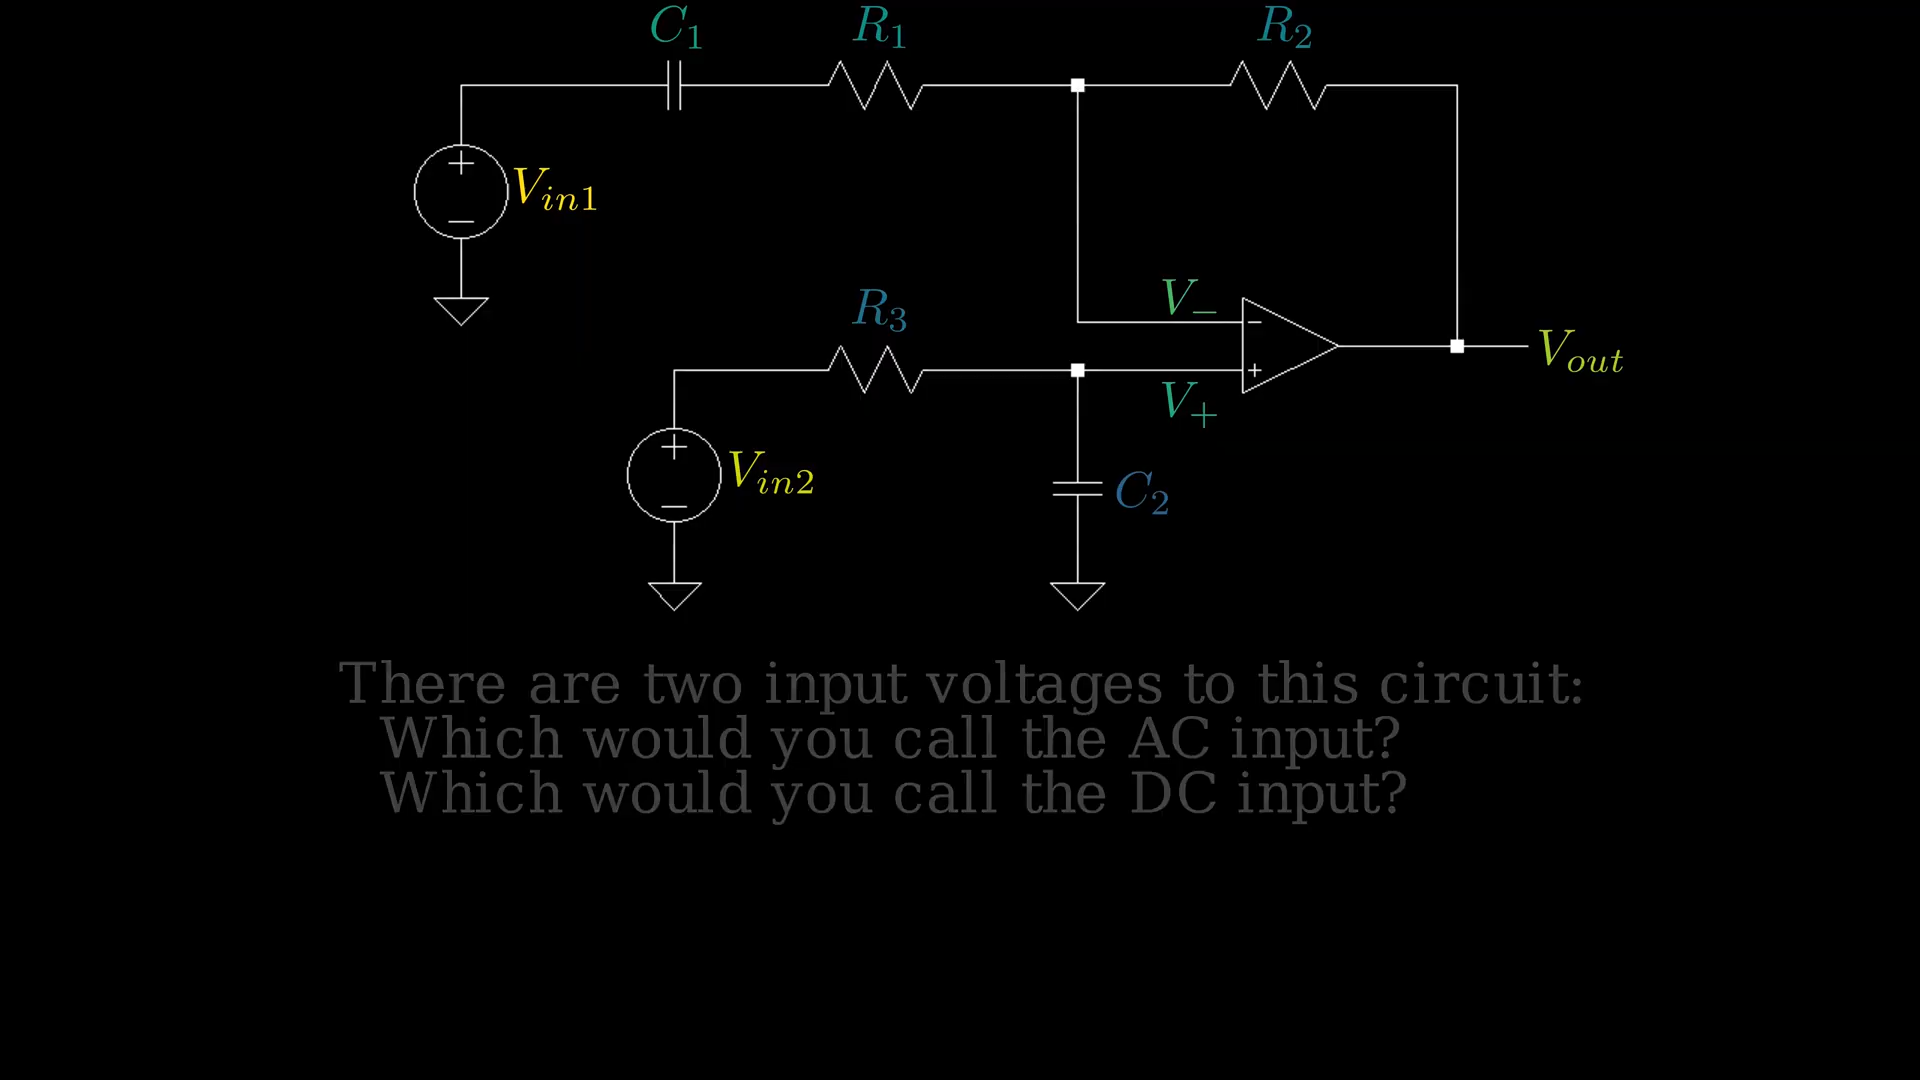 C1 R1 R2
Vin1
V−
R3
Vout
V+
Vin2
C2
There are two input voltages to this circuit:
Which would you call the AC input?
Which would you call the DC input?